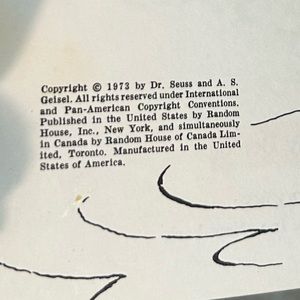 Copyright © 1973 by Dr. Seuss and A. S.
Geisel. All rights reserved under International
and Pan-American Copyright Conventions.
Published in the United States by Random
House, Inc., New York, and simultaneously
in Canada by Random House of Canada Lim-
ited, Toronto. Manufactured in the United
States of America.